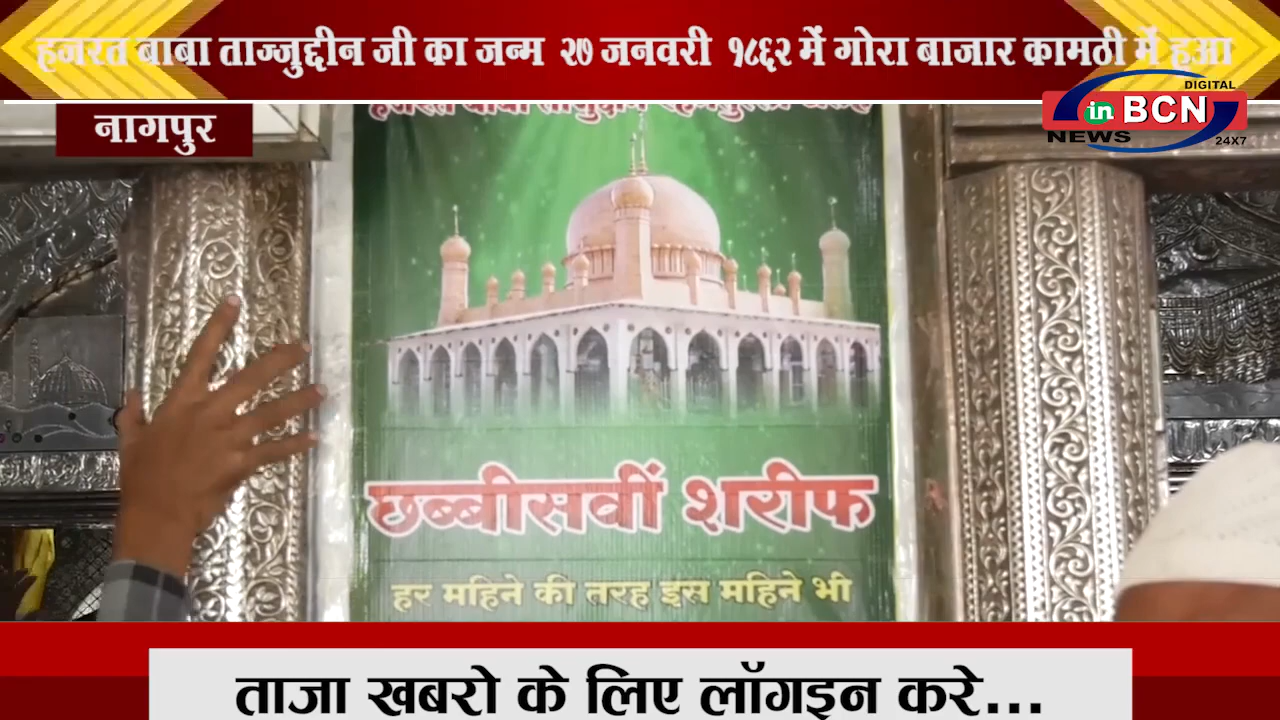 हजरत बाबा ताज्जुद्दीन जी का जन्म २७ जनवरी १८६२ में गोरा बाजार कामठी में हुआ
DIGITAL
in BCN
NEWS
24X7
नागपुर
हजरत बाबा
छब्बीसवीं शरीफ
हर महिने की तरह इस महिने भी
ताजा खबरो के लिए लॉगइन करे...